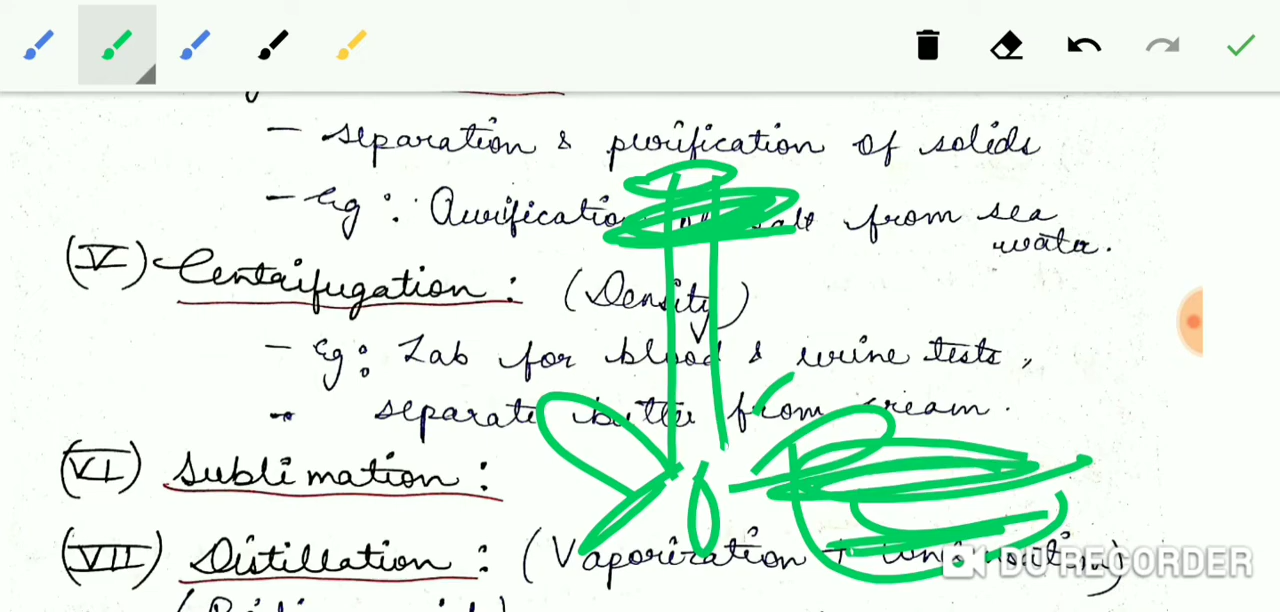 - separation & purification of solids
- Eg : Purification of salt from sea
water.
(V) Centrifugation : (Density)
- Eg : Lab for blood & urine tests ,
- separate butter from cream .
(VI) Sublimation :
(VII) Distillation : (Vaporization +
DU RECORDER